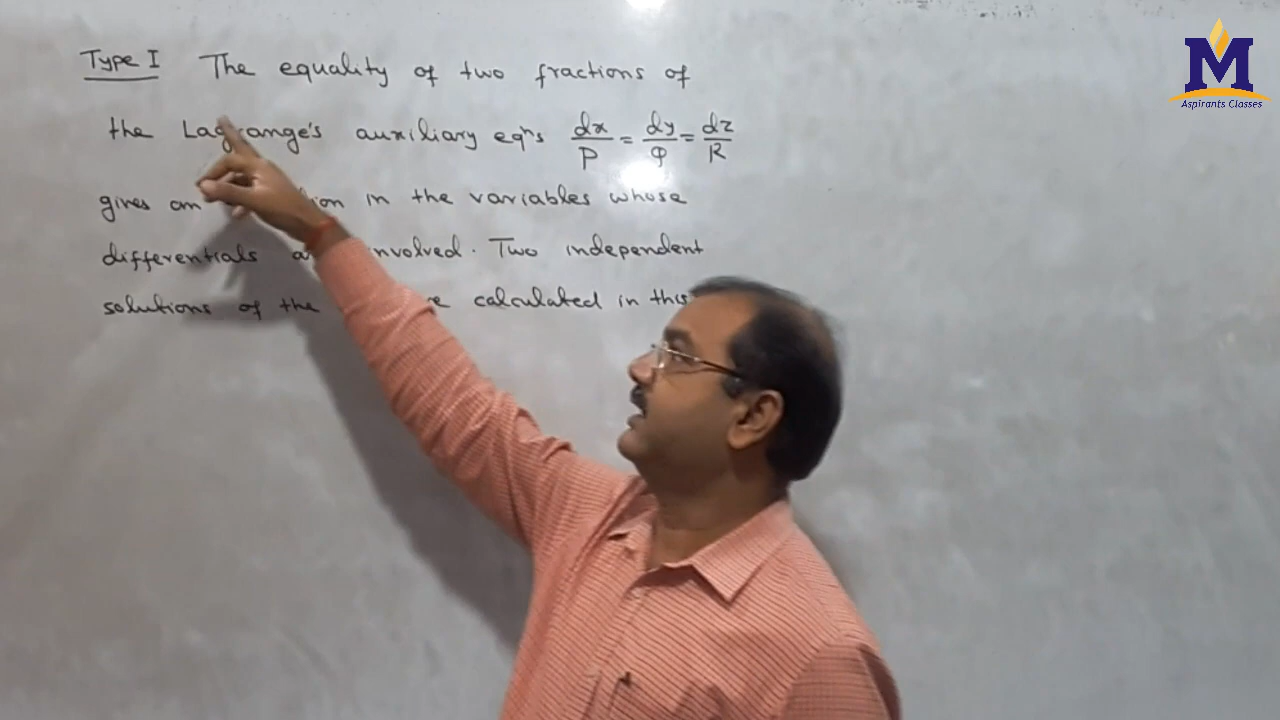 Type I The equality of two fractions of
the Lagrange's auxiliary eqⁿs dx/P = dy/Q = dz/R
gives an in the variables whose
differentials involved. Two independent
solutions of the calculated in this
M
Aspirants Classes